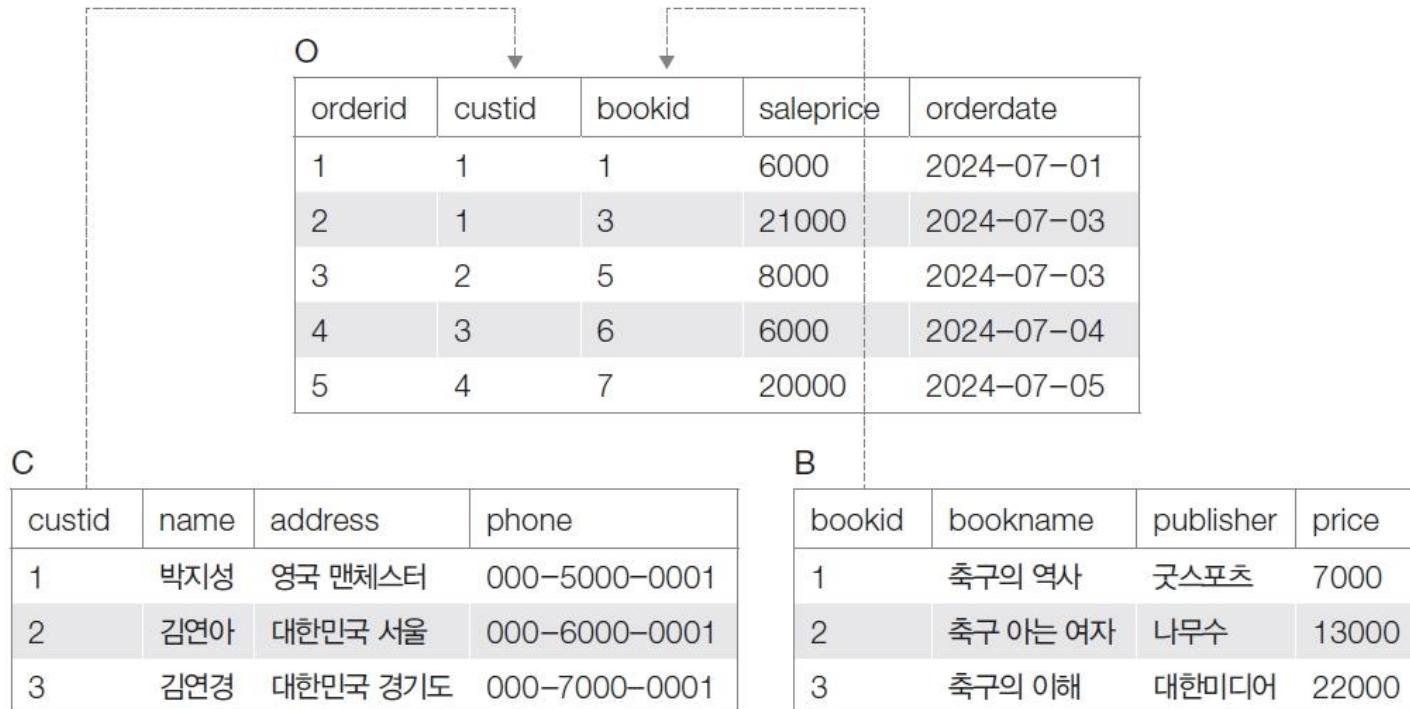 O
orderid custid bookid saleprice orderdate
1 1 1 6000 2024-07-01
2 1 3 21000 2024-07-03
3 2 5 8000 2024-07-03
4 3 6 6000 2024-07-04
5 4 7 20000 2024-07-05
C
custid name address phone
1 박지성 영국 맨체스터 000-5000-0001
2 김연아 대한민국 서울 000-6000-0001
3 김연경 대한민국 경기도 000-7000-0001
B
bookid bookname publisher price
1 축구의 역사 굿스포츠 7000
2 축구 아는 여자 나무수 13000
3 축구의 이해 대한미디어 22000